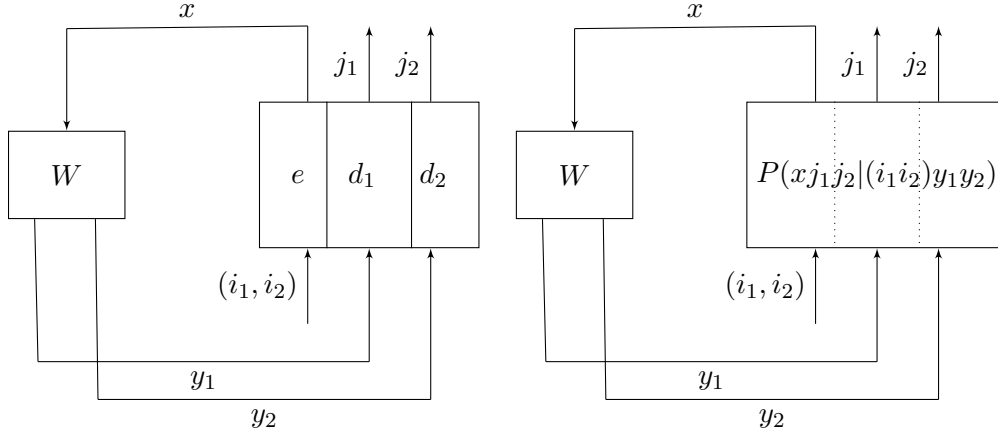 x
j₁ j₂
W
e d₁ d₂
(i₁, i₂)
y₁
y₂
x
j₁ j₂
W
P(xj₁j₂|(i₁i₂)y₁y₂)
(i₁, i₂)
y₁
y₂